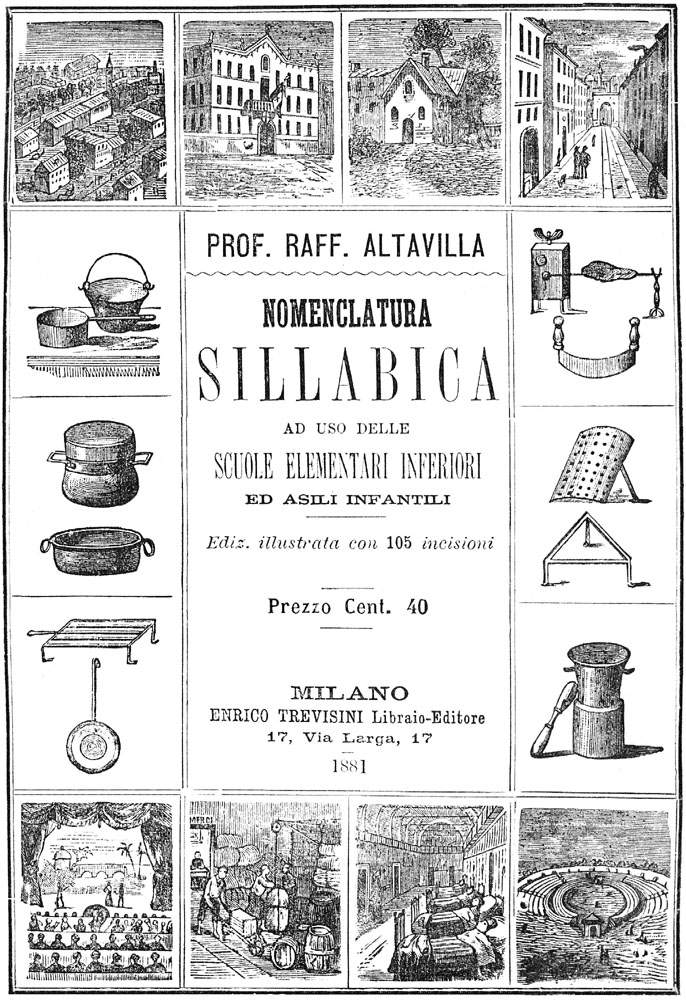 PROF. RAFF. ALTAVILLA
NOMENCLATURA
SILLABICA
AD USO DELLE
SCUOLE ELEMENTARI INFERIORI
ED ASILI INFANTILI
Ediz. illustrata con 105 incisioni
Prezzo Cent. 40
MILANO
ENRICO TREVISINI Libraio-Editore
17, Via Larga, 17
1881
MERCI